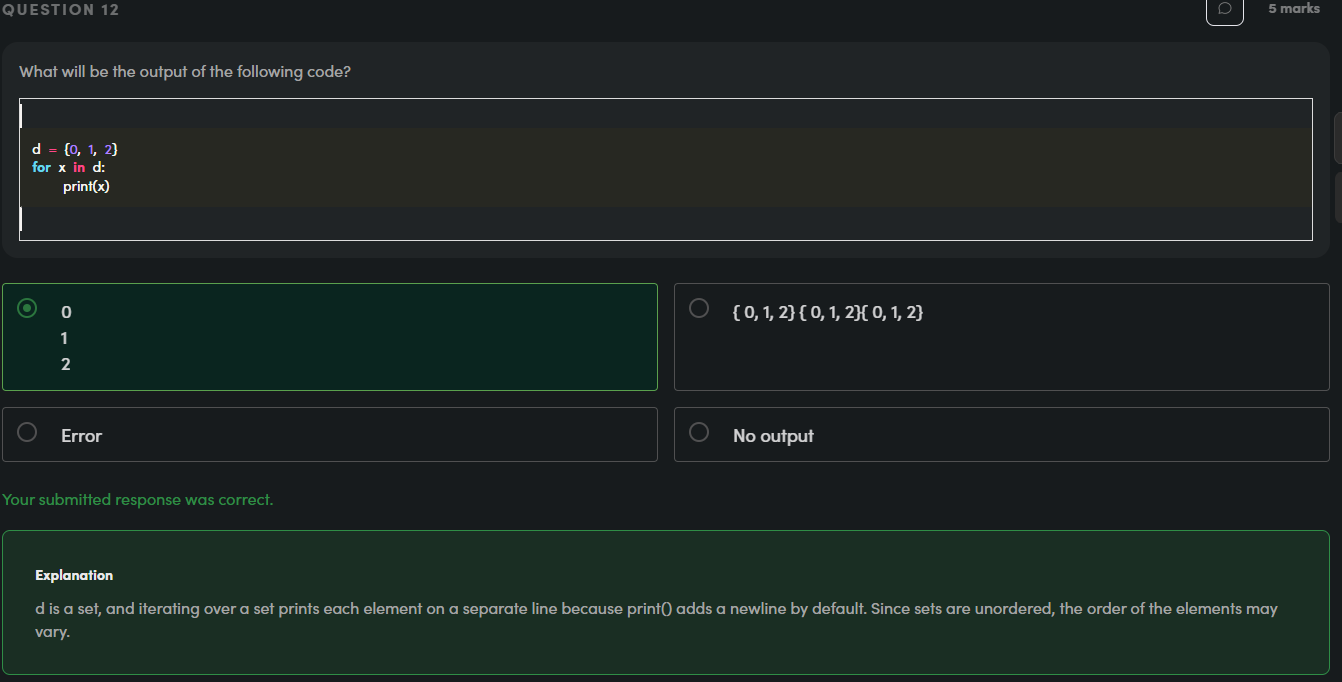 QUESTION 12
5 marks
What will be the output of the following code?
d = {0, 1, 2}
for x in d:
print(x)
0
1
2
{ 0, 1, 2} { 0, 1, 2}{ 0, 1, 2}
Error
No output
Your submitted response was correct.
Explanation
d is a set, and iterating over a set prints each element on a separate line because print() adds a newline by default. Since sets are unordered, the order of the elements may
vary.